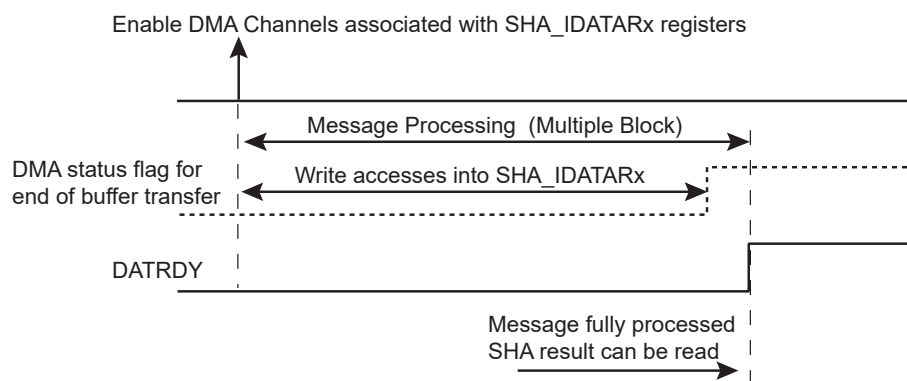 Enable DMA Channels associated with SHA_IDATARx registers
Message Processing (Multiple Block)
DMA status flag for
end of buffer transfer
Write accesses into SHA_IDATARx
DATRDY
Message fully processed
SHA result can be read